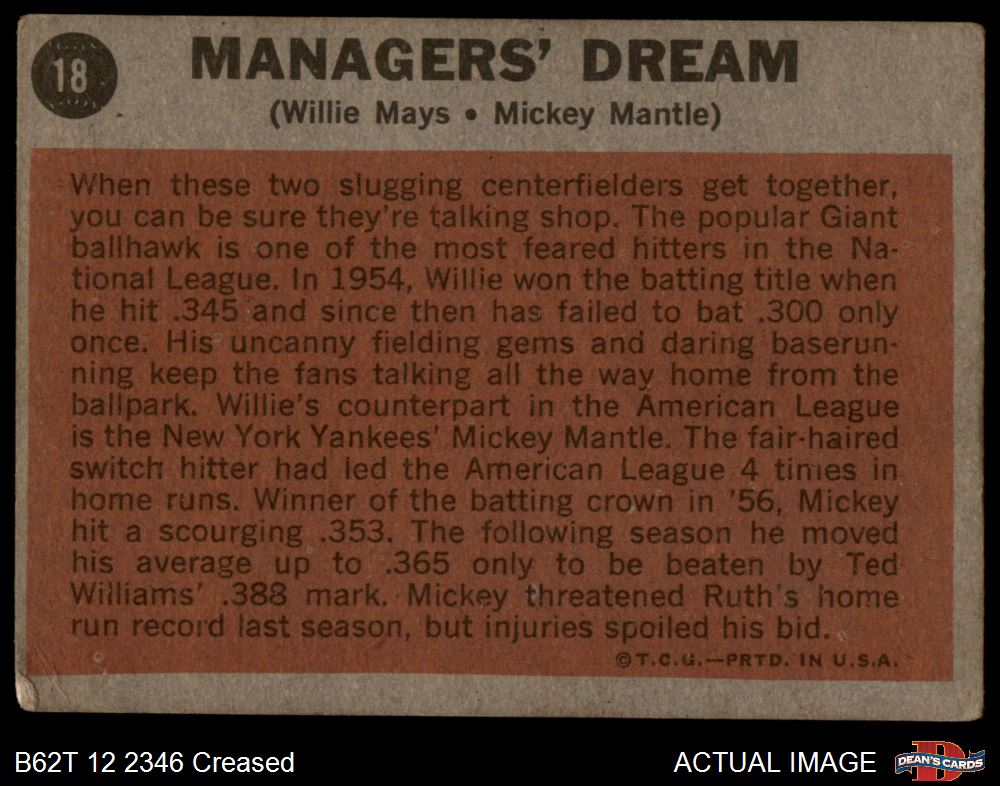 18
MANAGERS' DREAM
(Willie Mays • Mickey Mantle)
When these two slugging centerfielders get together,
you can be sure they're talking shop. The popular Giant
ballhawk is one of the most feared hitters in the Na-
tional League. In 1954, Willie won the batting title when
he hit .345 and since then has failed to bat .300 only
once. His uncanny fielding gems and daring baserun-
ning keep the fans talking all the way home from the
ballpark. Willie's counterpart in the American League
is the New York Yankees' Mickey Mantle. The fair-haired
switch hitter had led the American League 4 times in
home runs. Winner of the batting crown in '56, Mickey
hit a scourging .353. The following season he moved
his average up to .365 only to be beaten by Ted
Williams' .388 mark. Mickey threatened Ruth's home
run record last season, but injuries spoiled his bid.
©T.C.G.—PRTD. IN U.S.A.
B62T 12 2346 Creased
ACTUAL IMAGE
DEAN'S CARDS